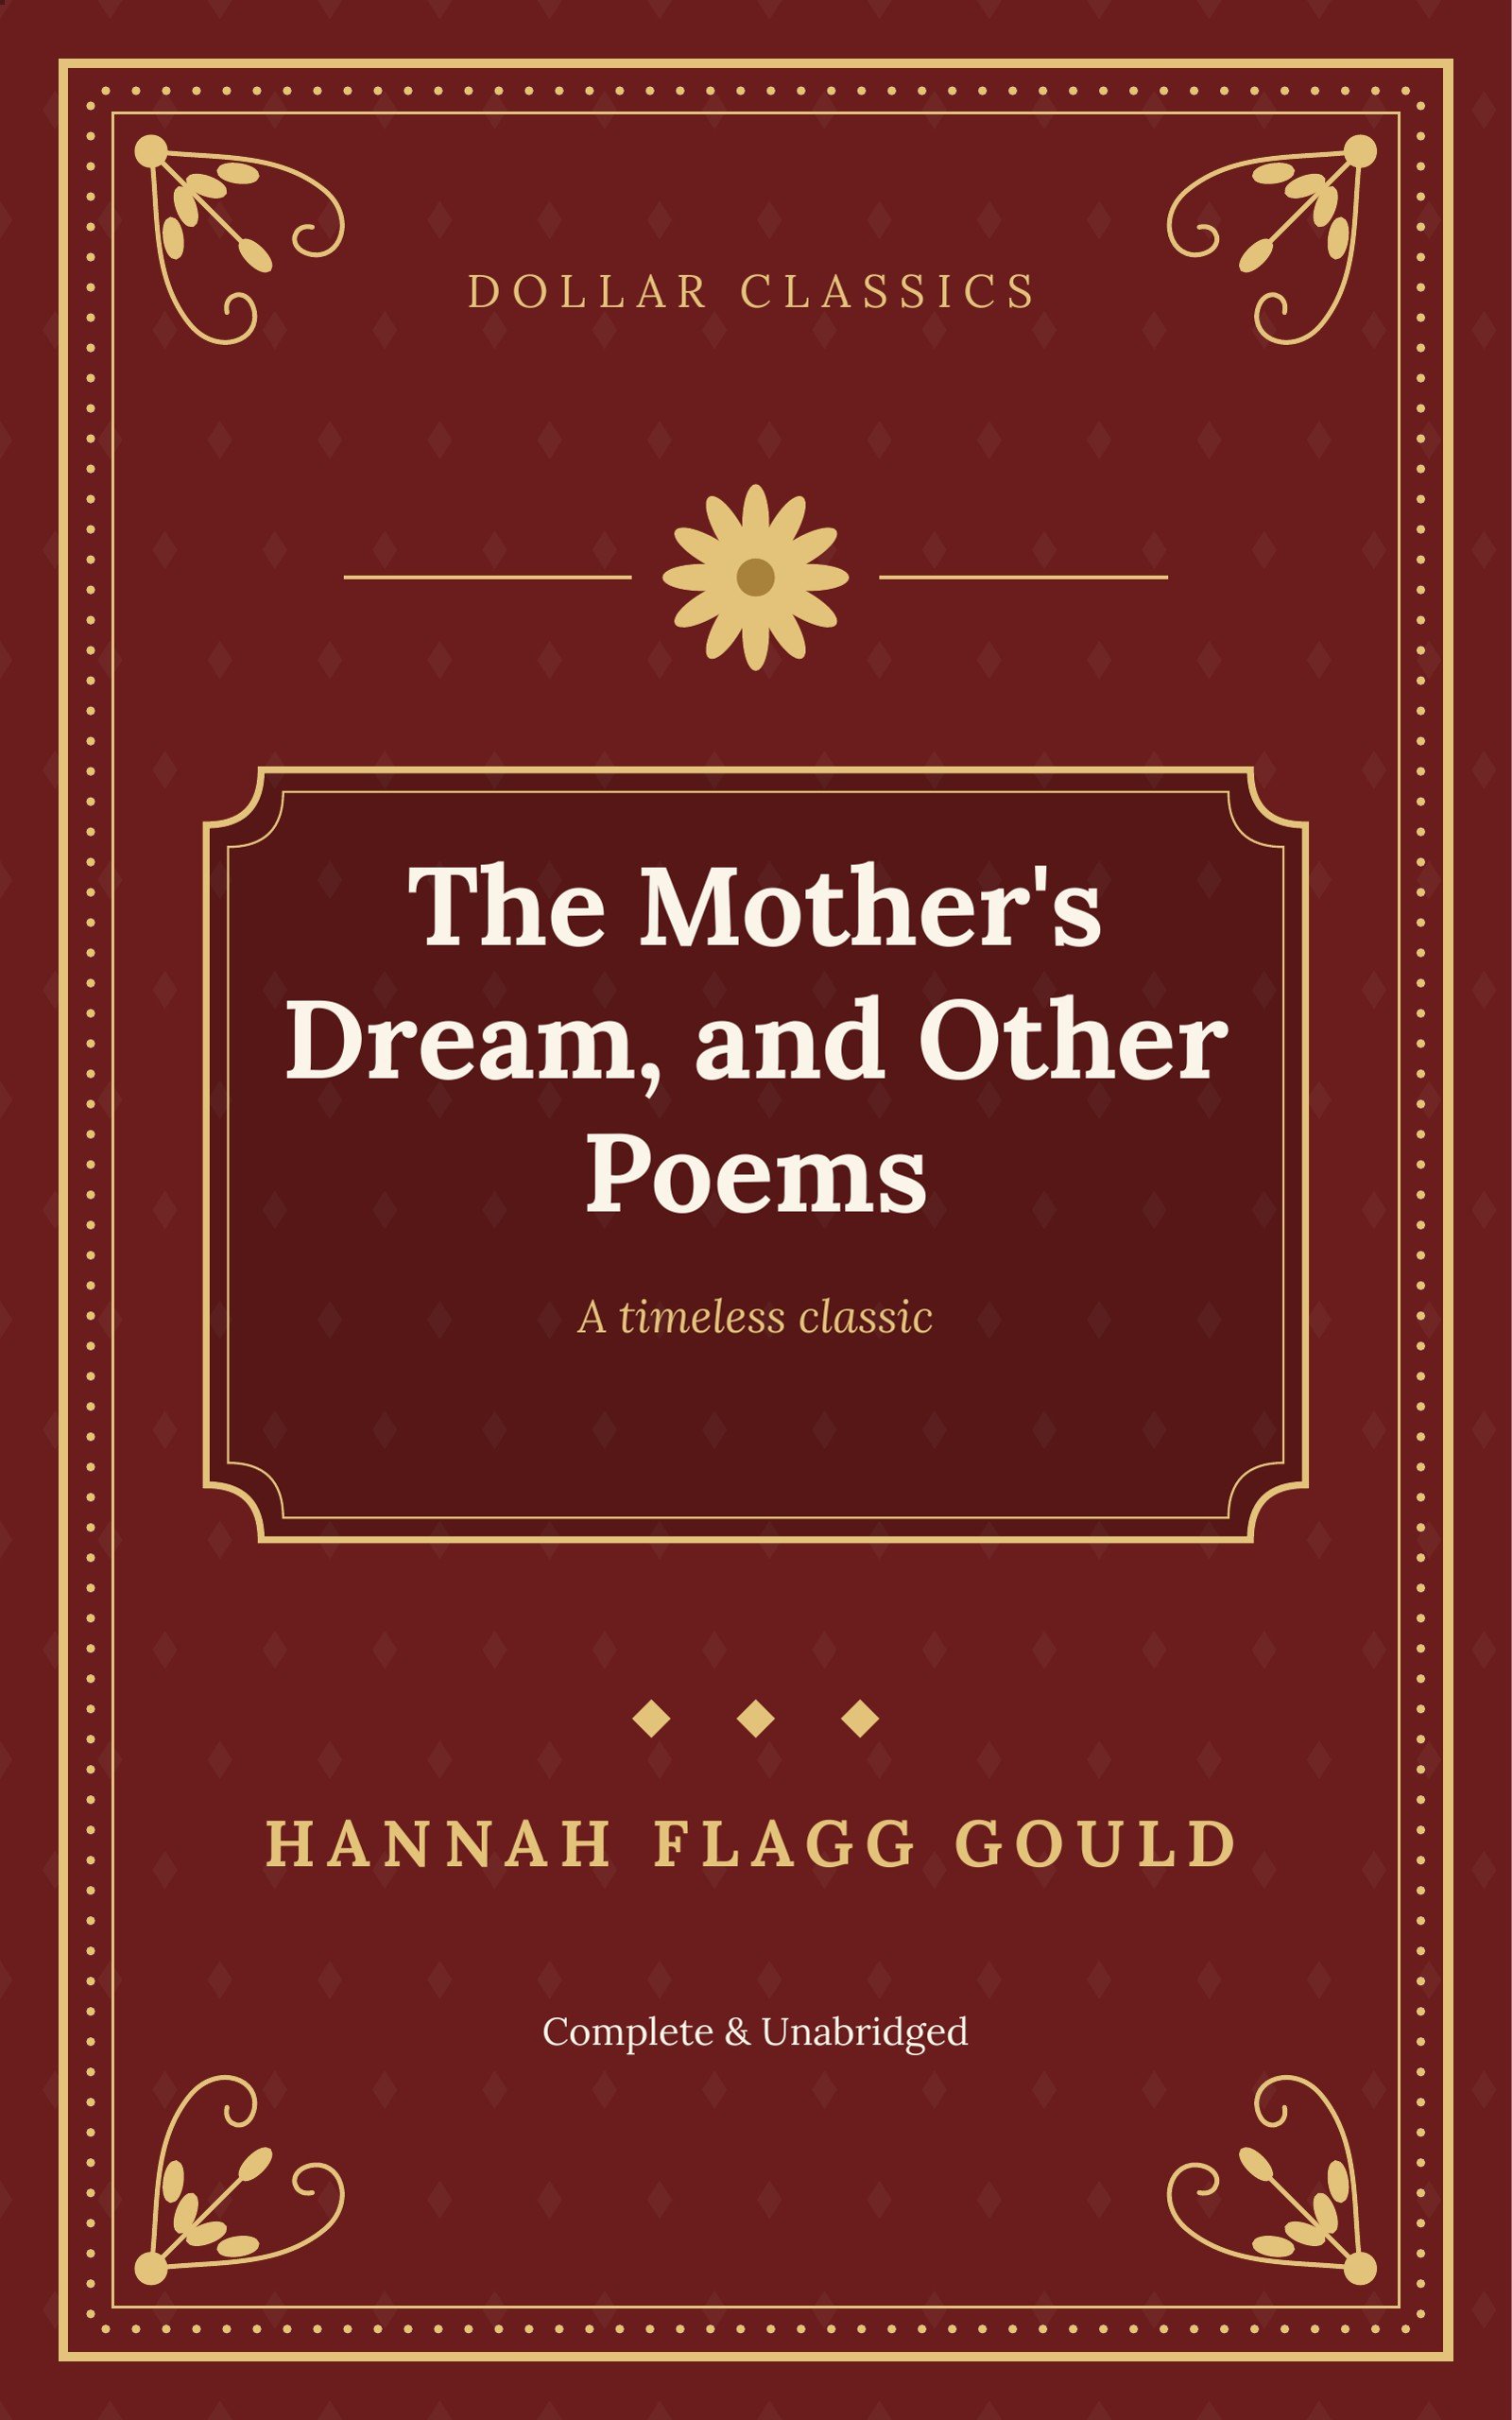 DOLLAR CLASSICS
The Mother's
Dream, and Other
Poems
A timeless classic
HANNAH FLAGG GOULD
Complete & Unabridged